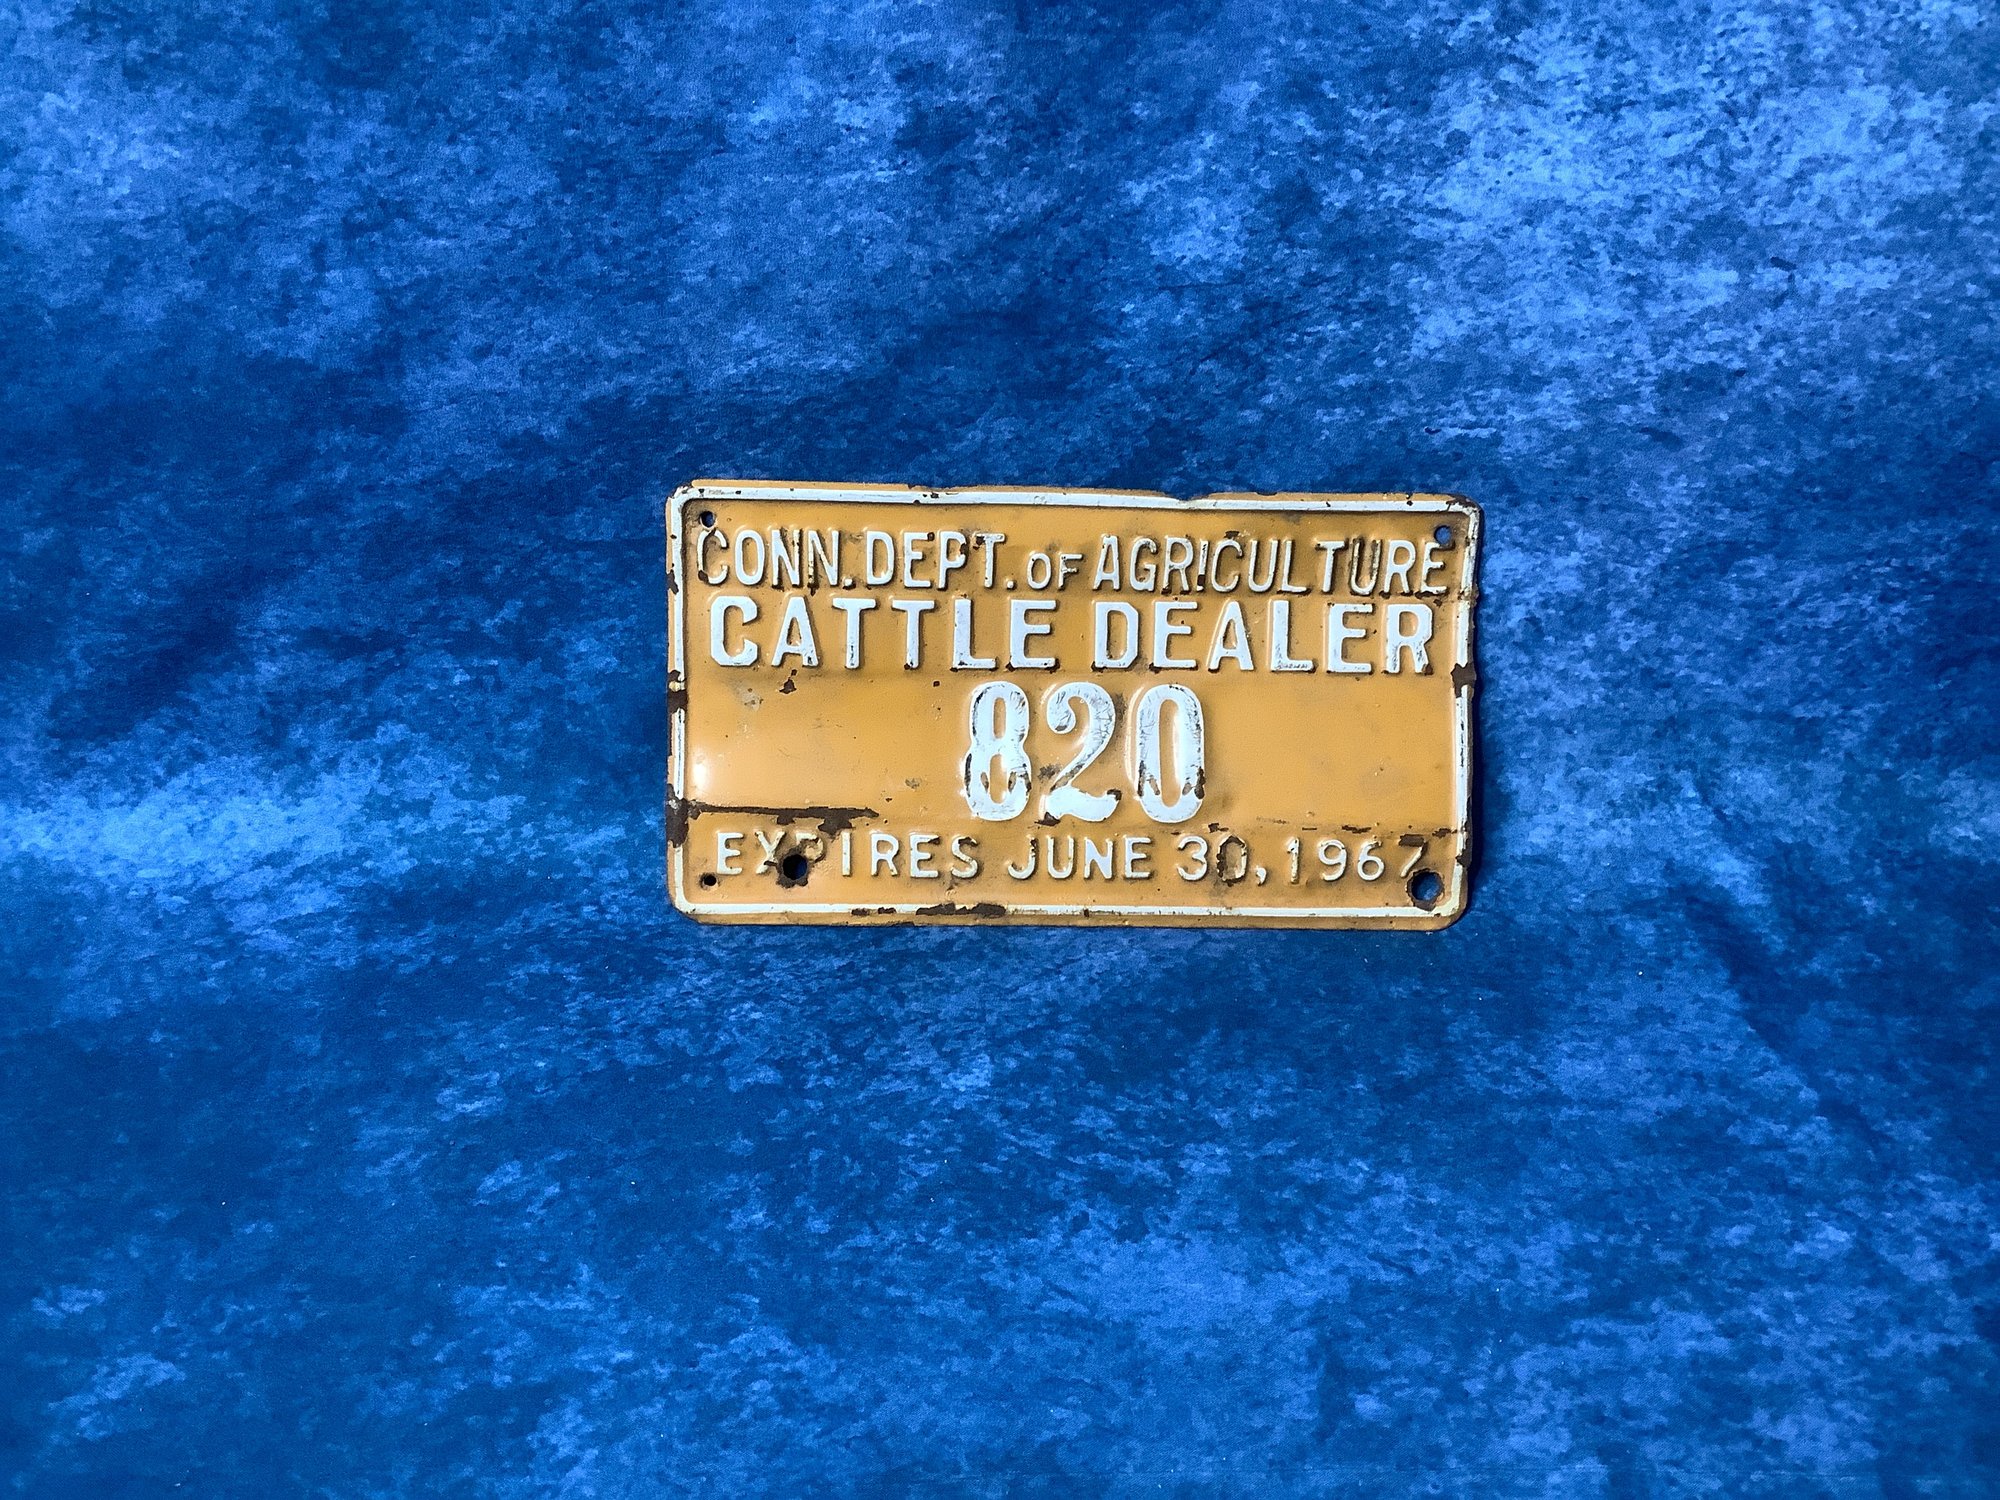 CONN. DEPT. OF AGRICULTURE
CATTLE DEALER
820
EXPIRES JUNE 30, 1967